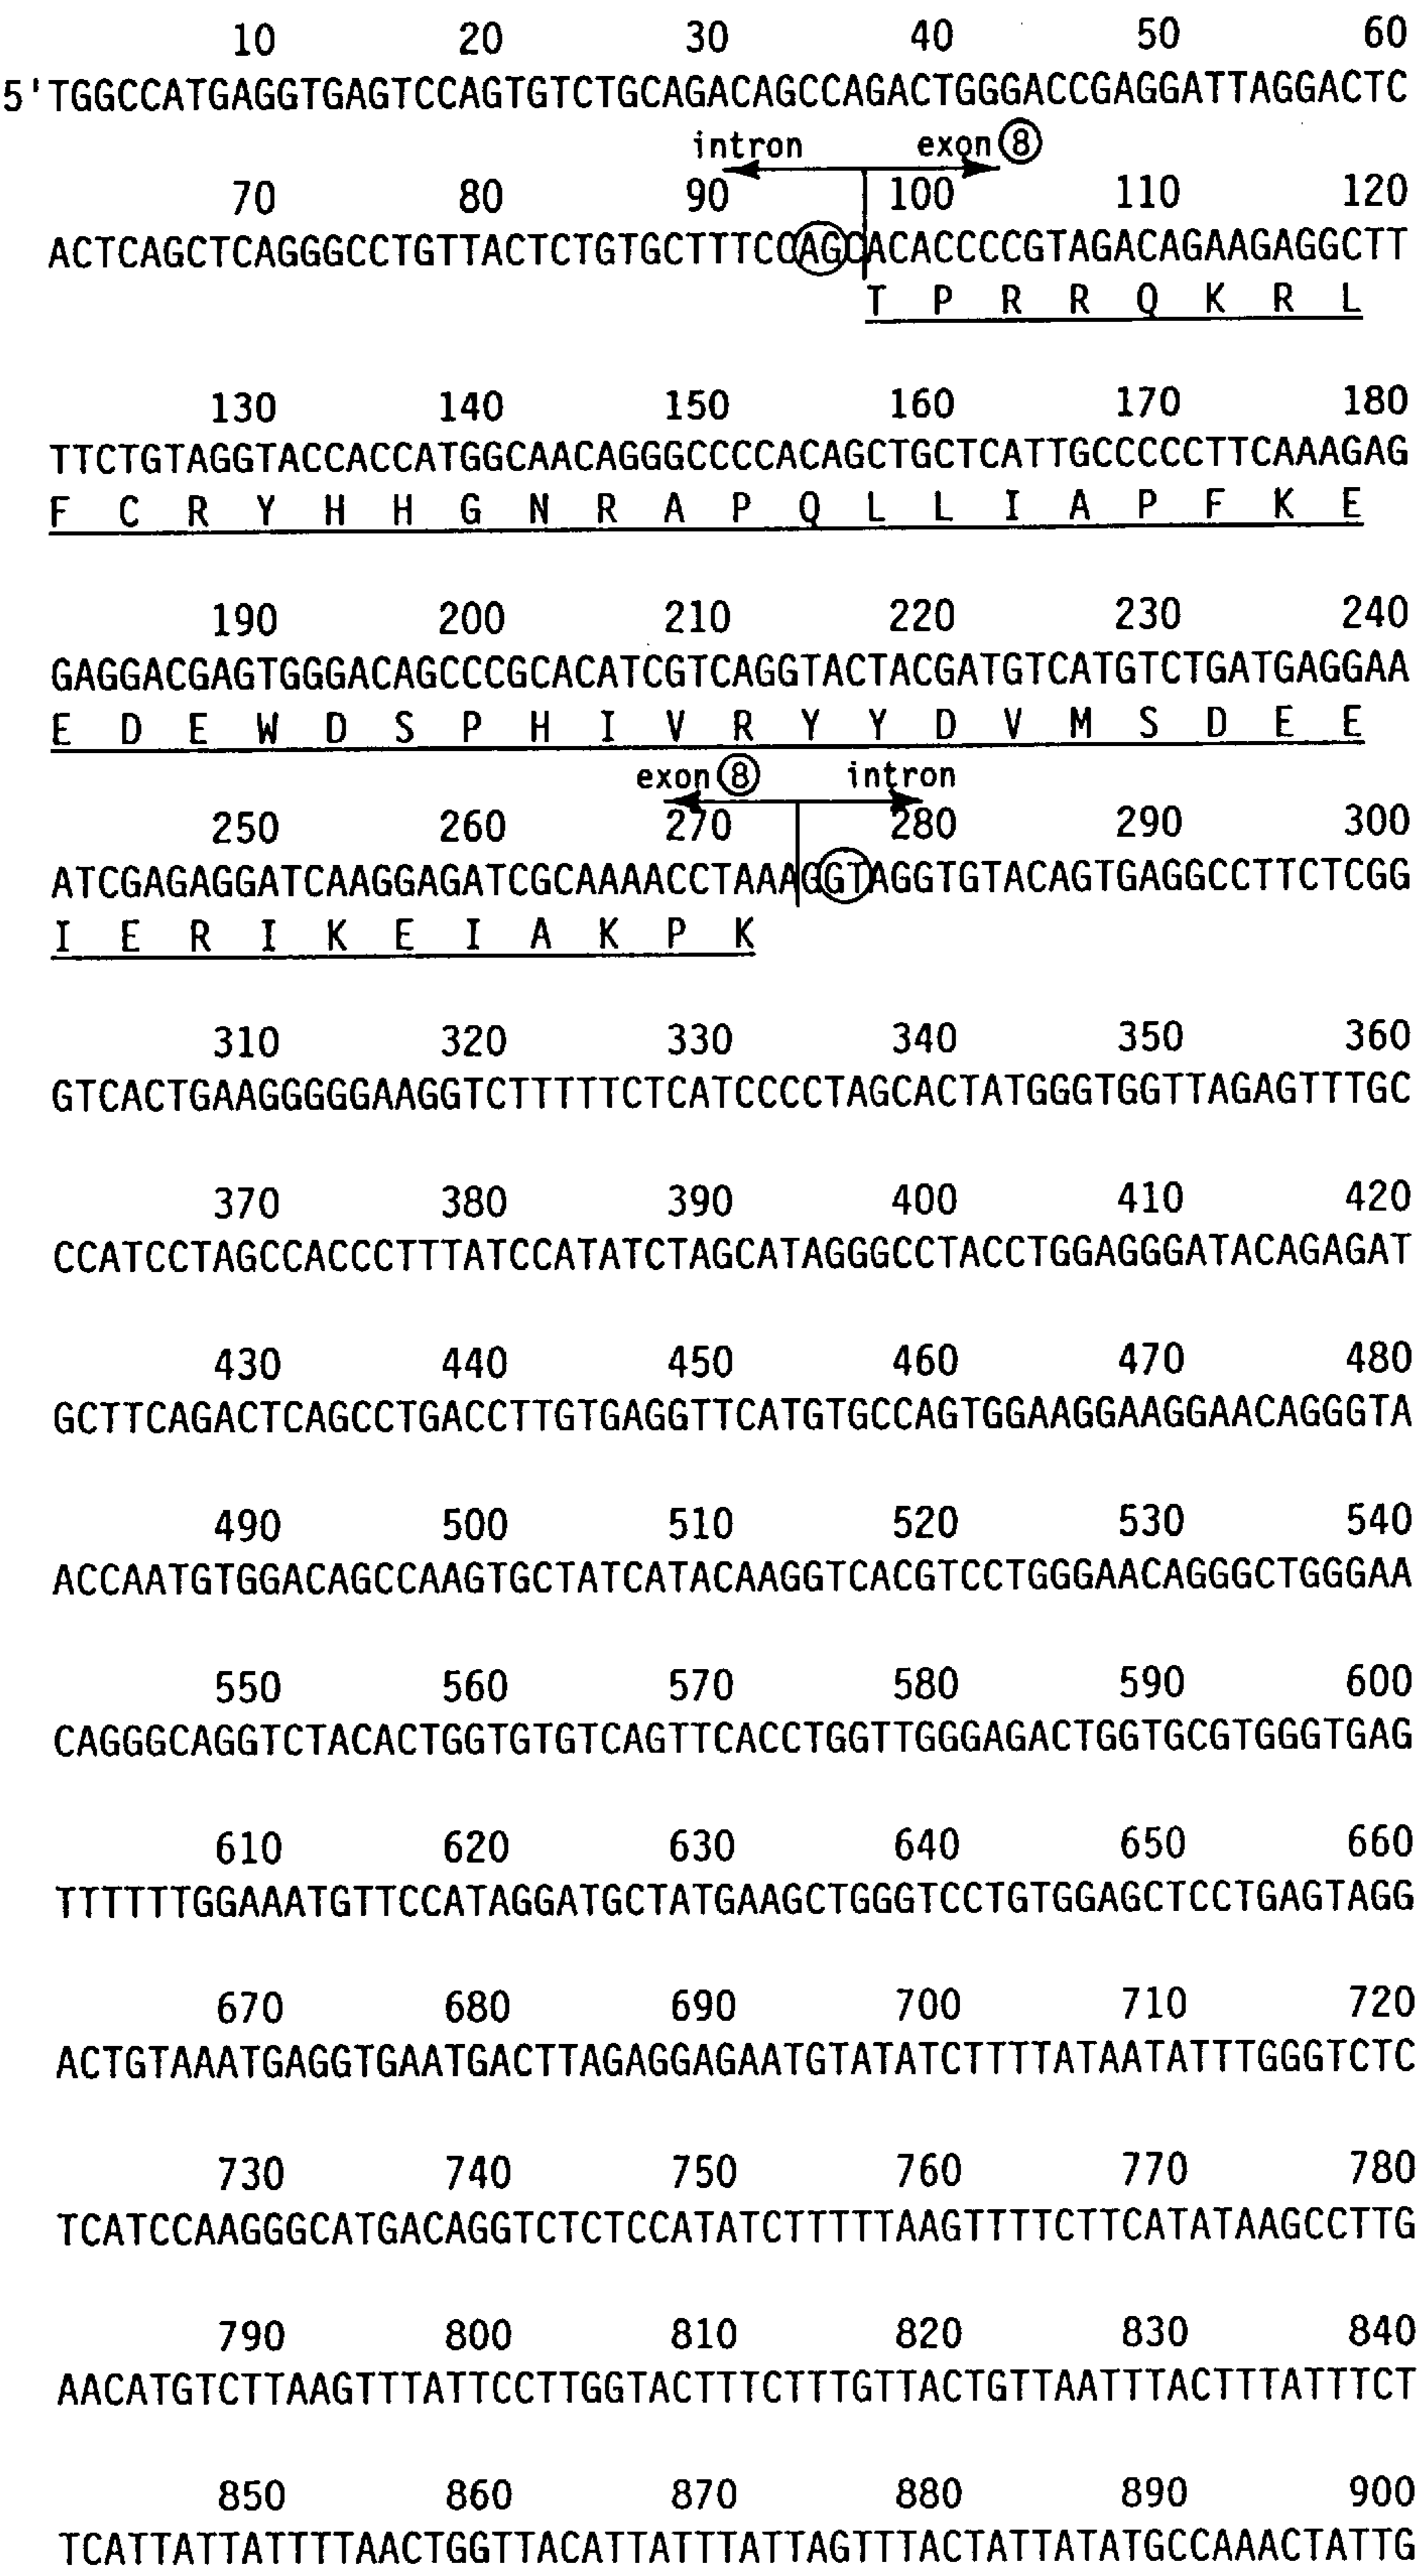 10 20 30 40 50 60
5'TGGCCATGAGGTGAGTCCAGTGTCTGCAGACAGCCAGACTGGGACCGAGGATTAGGACTC
intron exon 8
70 80 90 100 110 120
ACTCAGCTCAGGGCCTGTTACTCTGTGCTTTCCAGCACACCCCGTAGACAGAAGAGGCTT
T P R R Q K R L
130 140 150 160 170 180
TTCTGTAGGTACCACCATGGCAACAGGGCCCCACAGCTGCTCATTGCCCCCTTCAAAGAG
F C R Y H H G N R A P Q L L I A P F K E
190 200 210 220 230 240
GAGGACGAGTGGGACAGCCCGCACATCGTCAGGTACTACGATGTCATGTCTGATGAGGAA
E D E W D S P H I V R Y Y D V M S D E E
exon 8 intron
250 260 270 280 290 300
ATCGAGAGGATCAAGGAGATCGCAAAACCTAAAGGTAGGTGTACAGTGAGGCCTTCTCGG
I E R I K E I A K P K
310 320 330 340 350 360
GTCACTGAAGGGGGAAGGTCTTTTTCTCATCCCCTAGCACTATGGGTGGTTAGAGTTTGC
370 380 390 400 410 420
CCATCCTAGCCACCCTTTATCCATATCTAGCATAGGGCCTACCTGGAGGGATACAGAGAT
430 440 450 460 470 480
GCTTCAGACTCAGCCTGACCTTGTGAGGTTCATGTGCCAGTGGAAGGAAGGAACAGGGTA
490 500 510 520 530 540
ACCAATGTGGACAGCCAAGTGCTATCATACAAGGTCACGTCCTGGGAACAGGGCTGGGAA
550 560 570 580 590 600
CAGGGCAGGTCTACACTGGTGTGTCAGTTCACCTGGTTGGGAGACTGGTGCGTGGGTGAG
610 620 630 640 650 660
TTTTTTGGAAATGTTCCATAGGATGCTATGAAGCTGGGTCCTGTGGAGCTCCTGAGTAGG
670 680 690 700 710 720
ACTGTAAATGAGGTGAATGACTTAGAGGAGAATGTATATCTTTTATAATATTTGGGTCTC
730 740 750 760 770 780
TCATCCAAGGGCATGACAGGTCTCTCCATATCTTTTTAAGTTTTCTTCATATAAGCCTTG
790 800 810 820 830 840
AACATGTCTTAAGTTTATTCCTTGGTACTTTCTTTGTTACTGTTAATTTACTTTATTTCT
850 860 870 880 890 900
TCATTATTATTTTAACTGGTTACATTATTTATTAGTTTACTATTATATGCCAAACTATTG